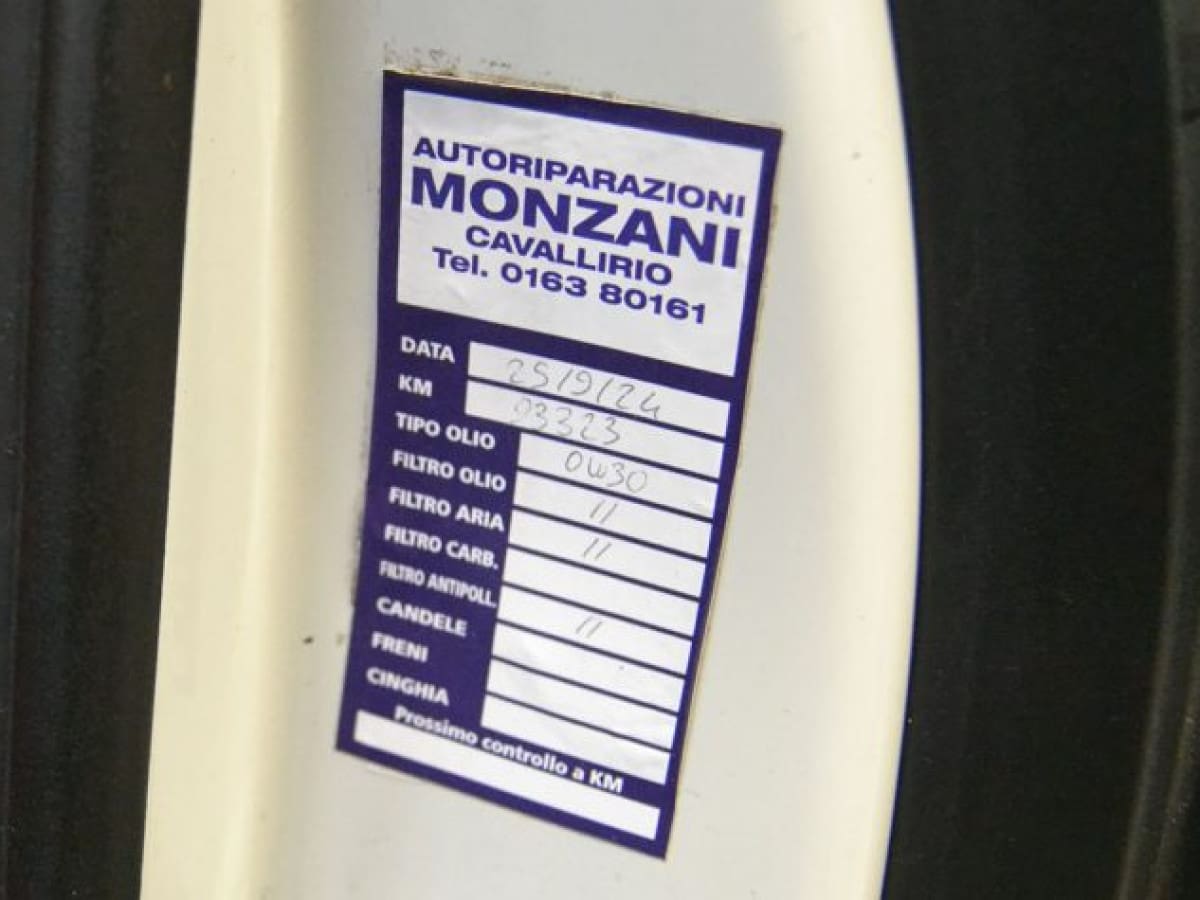 AUTORIPARAZIONI
MONZANI
CAVALLIRIO
Tel. 0163 80161
DATA 25/9/24
KM 93323
TIPO OLIO 0W30
FILTRO OLIO //
FILTRO ARIA //
FILTRO CARB.
FILTRO ANTIPOLL. //
CANDELE
FRENI
CINGHIA
Prossimo controllo a KM